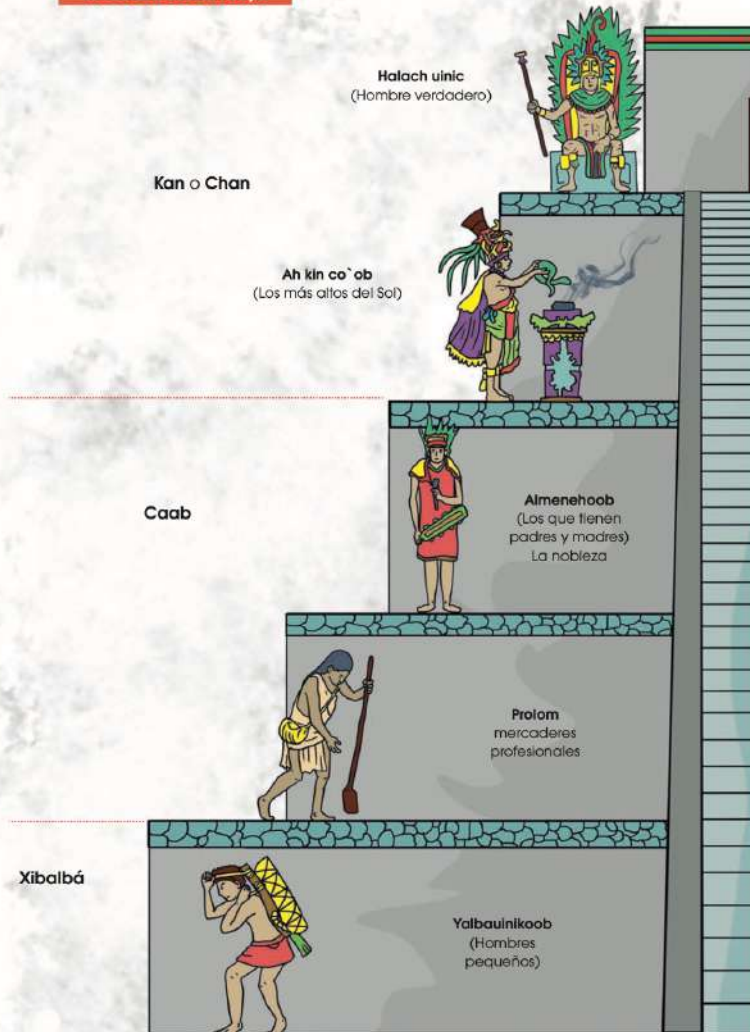 Halach uinic
(Hombre verdadero)
Kan o Chan
Ah kin co`ob
(Los más altos del Sol)
Caab
Almenehoob
(Los que tienen
padres y madres)
La nobleza
Prolom
mercaderes
profesionales
Xibalbá
Yalbauinikoob
(Hombres
pequeños)